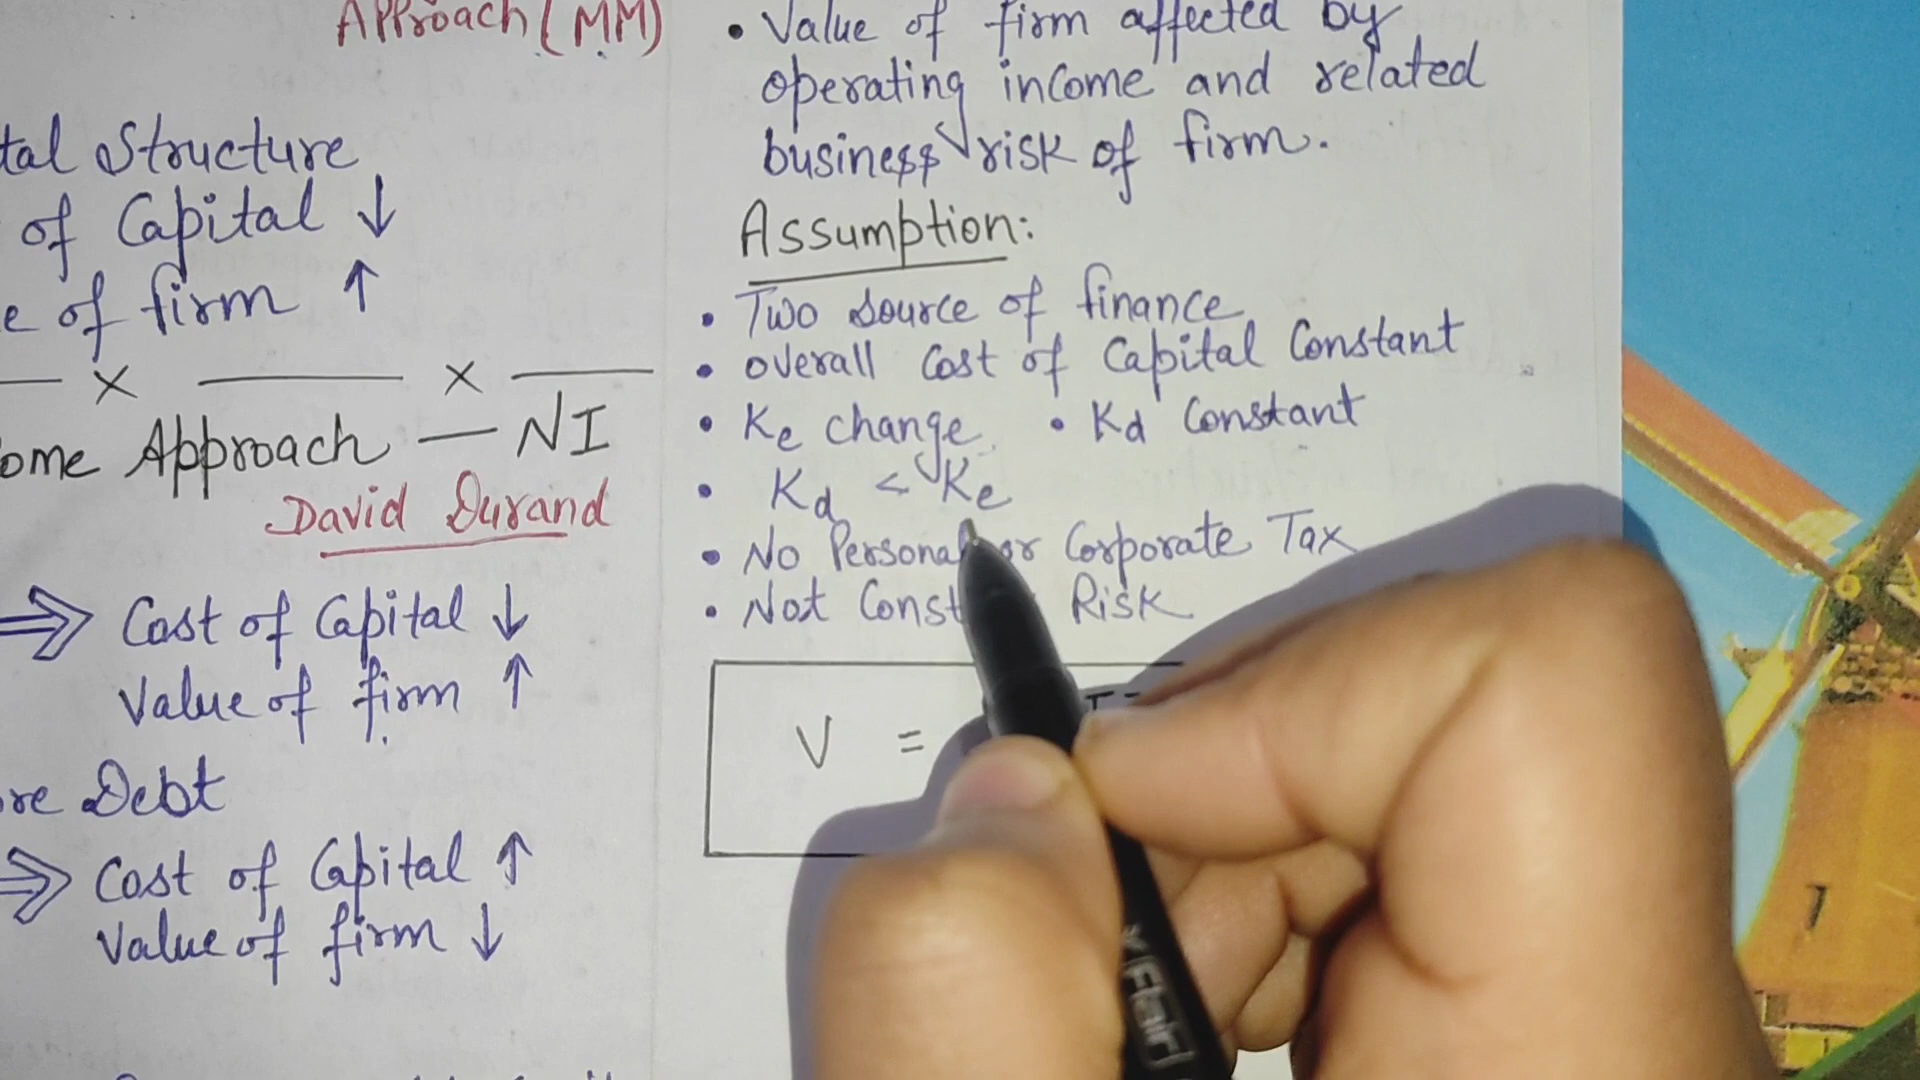 Approach (MM)
tal Structure
of Capital ↓
e of firm ↑
— × — × —
ome Approach — NI
David Durand
⇒ Cost of Capital ↓
Value of firm ↑
re Debt
⇒ Cost of Capital ↑
Value of firm ↓
• Value of firm affected by
operating income and related
business risk of firm.
Assumption:
• Two source of finance
• overall Cost of Capital Constant
• Ke change • Kd Constant
• Kd < Ke
• No Personal or Corporate Tax
• Not Const Risk
V =
Flair